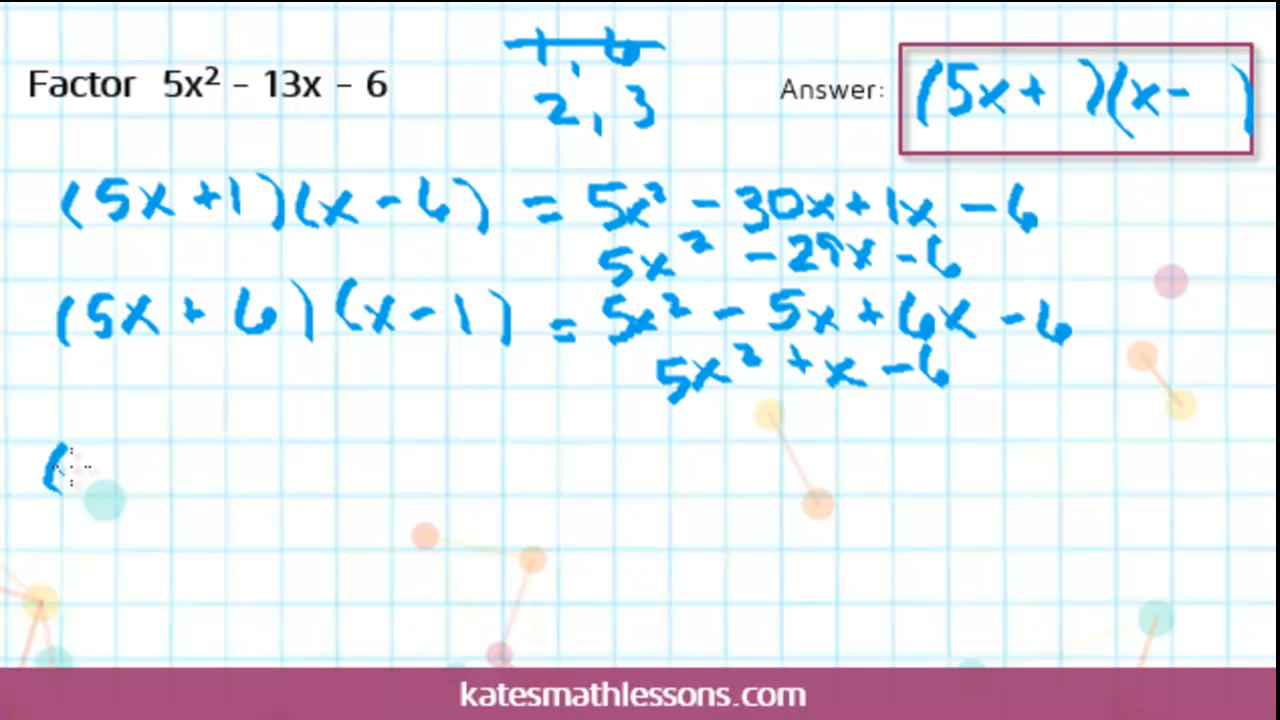 1, 6
Factor 5x² – 13x – 6
2, 3
Answer: (5x + )(x - )
(5x +1)(x - 6) = 5x² - 30x + 1x - 6
5x² - 29x - 6
(5x + 6)(x - 1) = 5x² - 5x + 6x - 6
5x² + x - 6
(
katesmathlessons.com